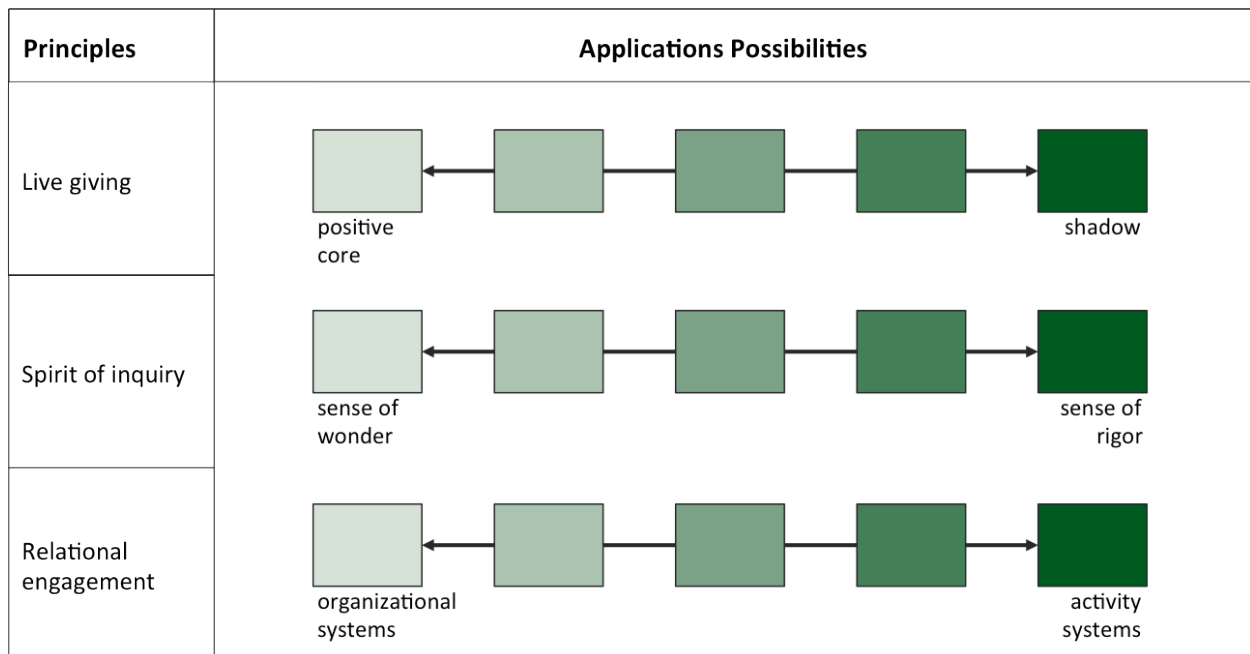 Principles
Applications Possibilities
Live giving
positive
core
shadow
Spirit of inquiry
sense of
wonder
sense of
rigor
Relational
engagement
organizational
systems
activity
systems